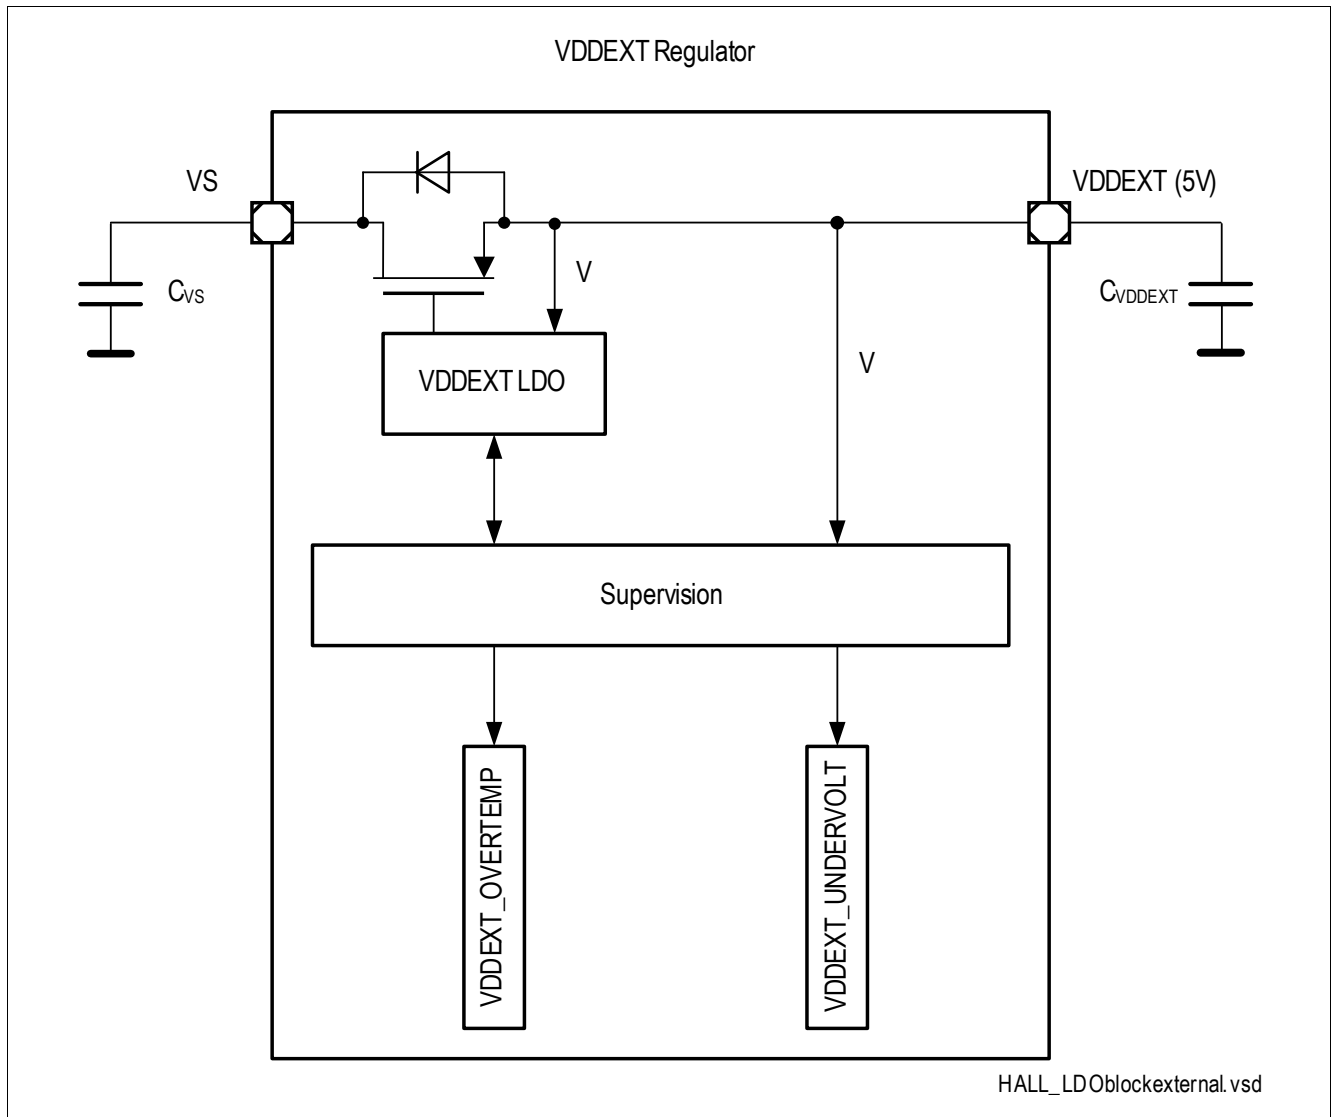 VDDEXT Regulator
VS
VDDEXT (5V)
V
CVS
CVDDEXT
V
VDDEXT LDO
Supervision
VDDEXT_OVERTEMP
VDDEXT_UNDERVOLT
HALL_LDOblockexternal.vsd